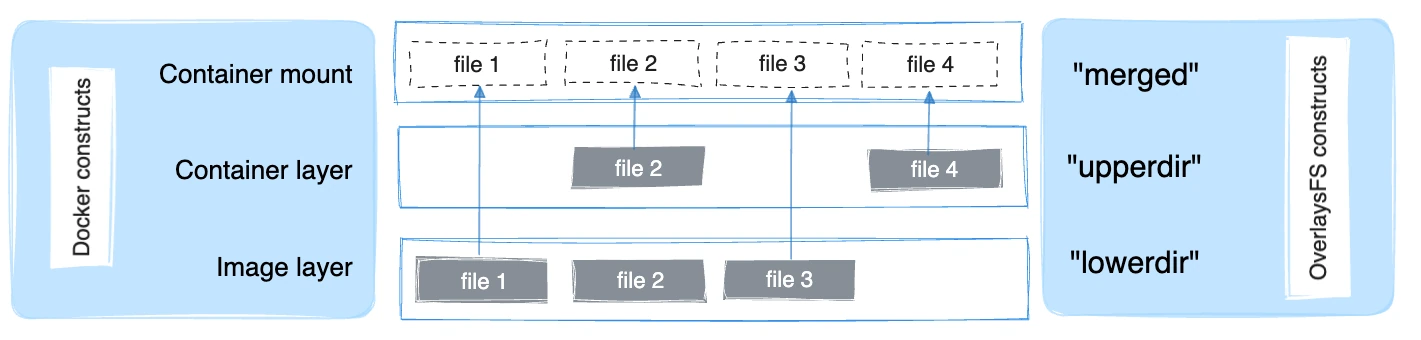 Docker constructs
Container mount
file 1 file 2 file 3 file 4
"merged"
Container layer
file 2 file 4
"upperdir"
Image layer
file 1 file 2 file 3
"lowerdir"
OverlaysFS constructs